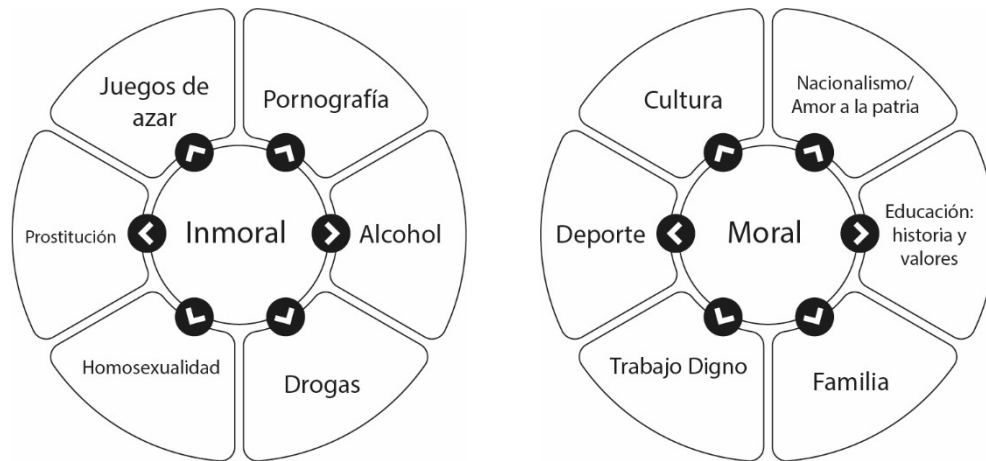 Juegos de
azar
Pornografía
Prostitución
Inmoral
Alcohol
Homosexualidad
Drogas
Cultura
Nacionalismo/
Amor a la patria
Deporte
Moral
Educación:
historia y
valores
Trabajo Digno
Familia